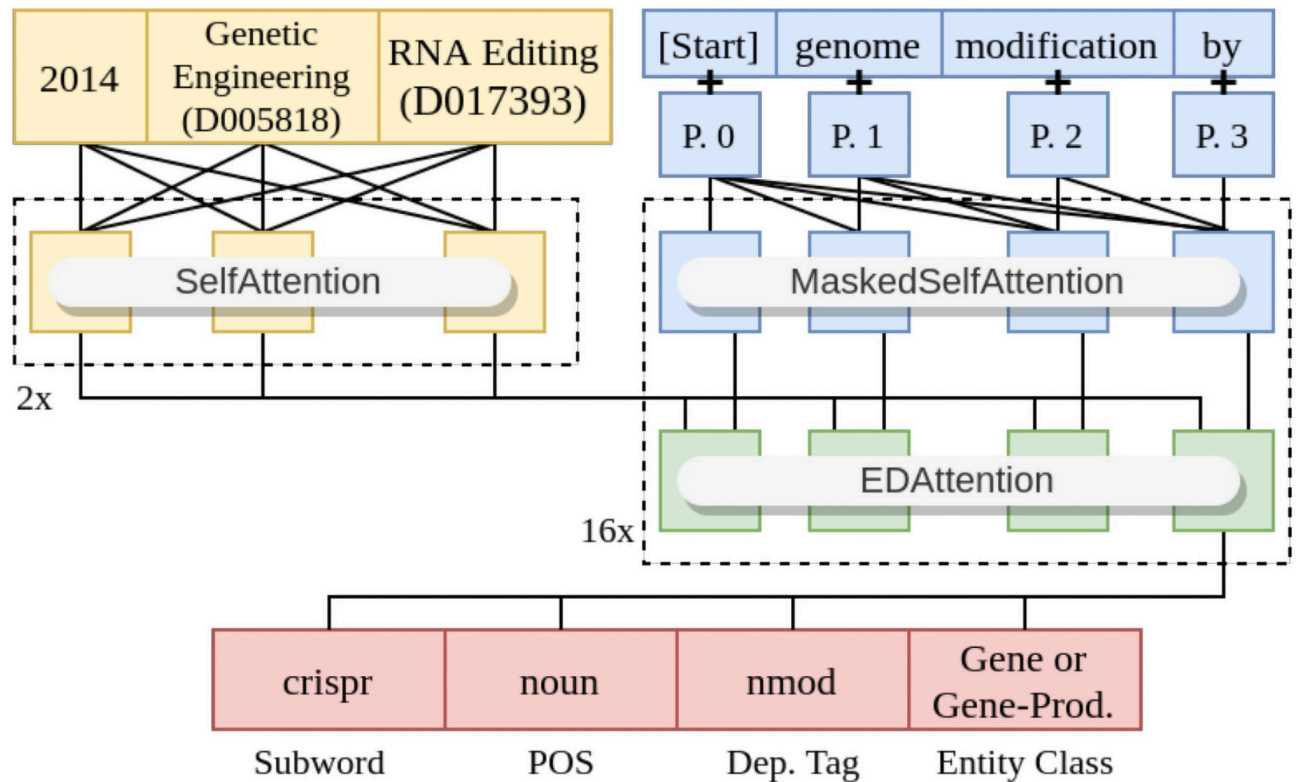 2014
Genetic
Engineering
(D005818)
RNA Editing
(D017393)
[Start]
genome
modification
by
+
+
+
+
P. 0
P. 1
P. 2
P. 3
SelfAttention
MaskedSelfAttention
2x
EDAttention
16x
crispr
noun
nmod
Gene or
Gene-Prod.
Subword
POS
Dep. Tag
Entity Class